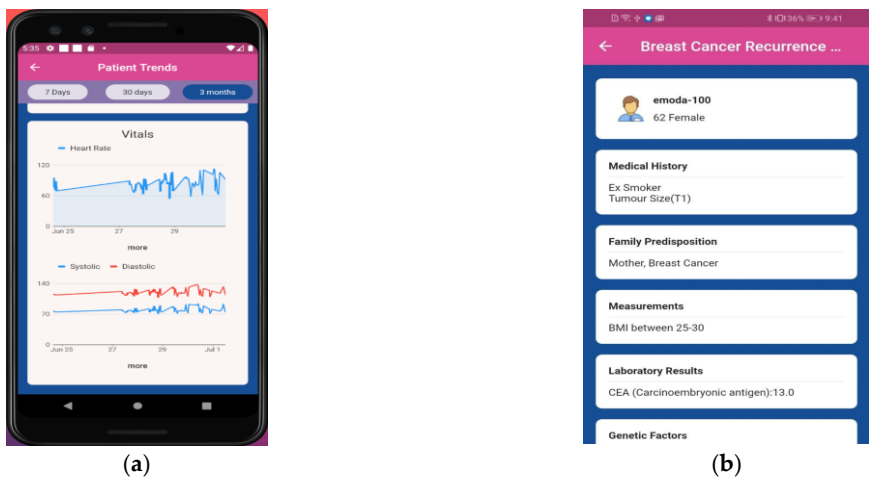 5:35
Patient Trends
7 Days 30 days 3 months
Vitals
Heart Rate
120
60
0
Jun 25 27 29
more
Systolic Diastolic
140
70
0
Jun 25 27 29 Jul 1
more
(a)
36% 9:41
Breast Cancer Recurrence ...
emoda-100
62 Female
Medical History
Ex Smoker
Tumour Size(T1)
Family Predisposition
Mother, Breast Cancer
Measurements
BMI between 25-30
Laboratory Results
CEA (Carcinoembryonic antigen):13.0
Genetic Factors
(b)